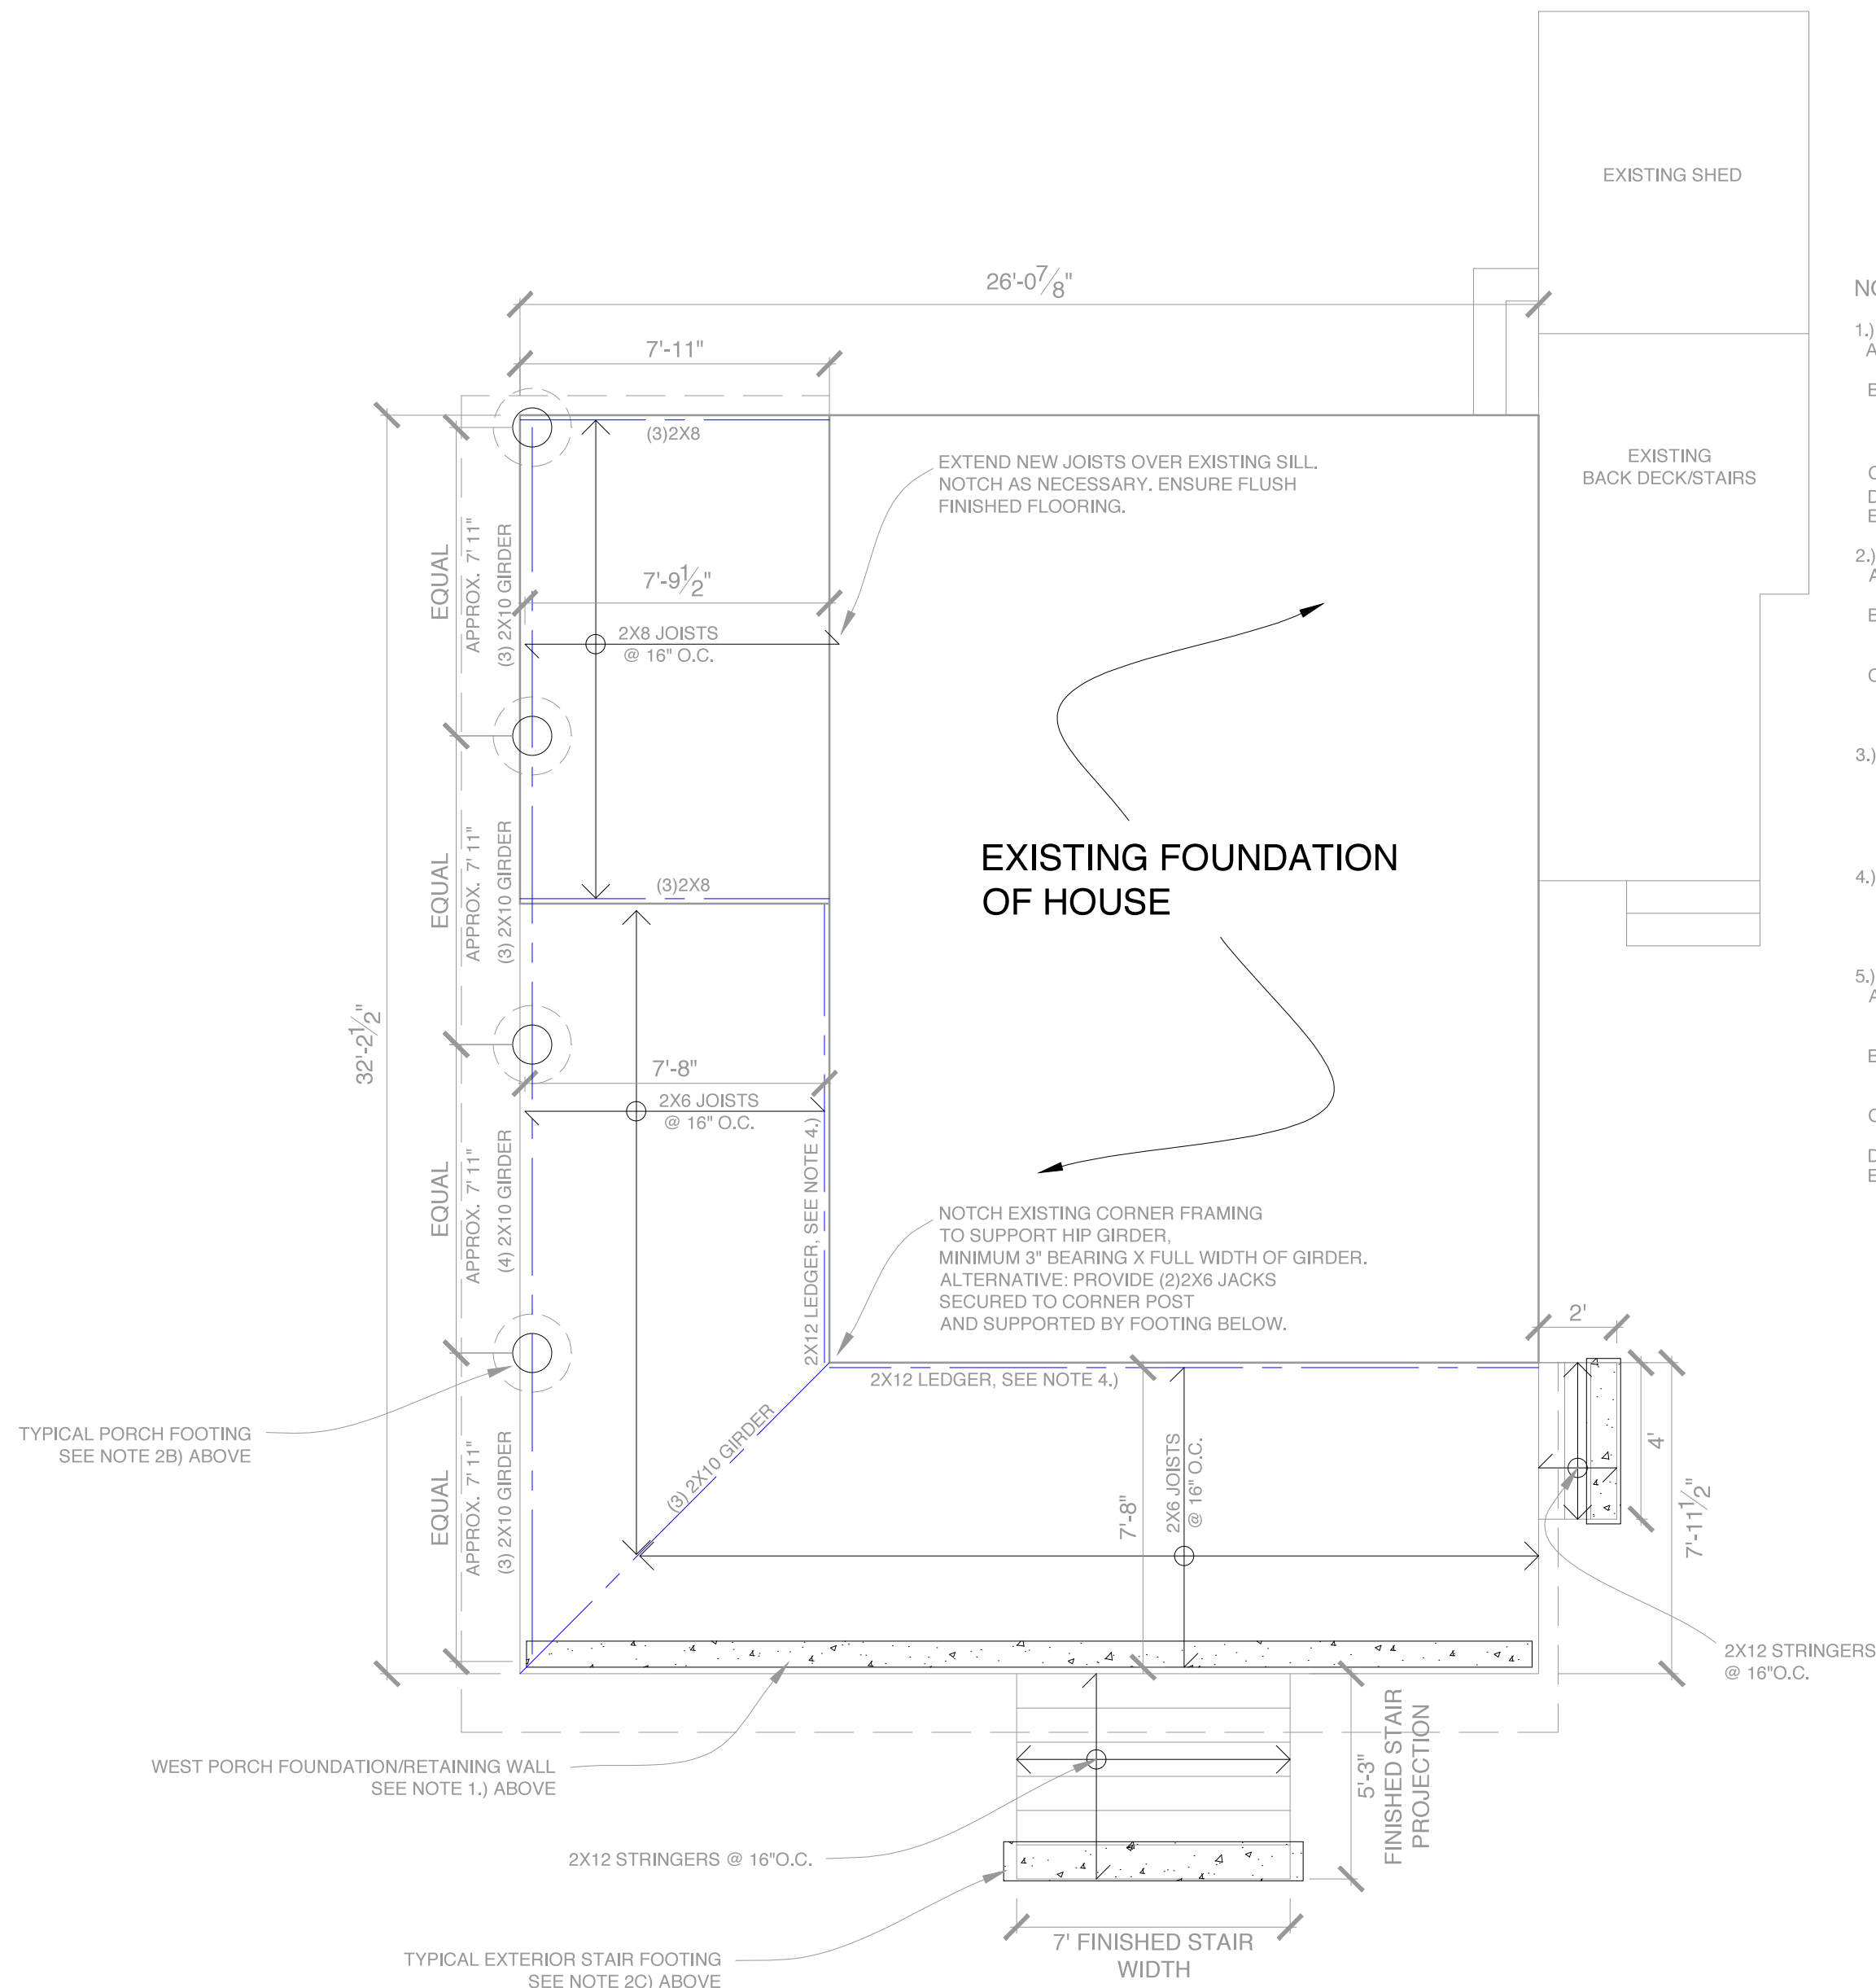 EXISTING SHED
26'-0 7/8"
NO
1.)
A
7'-11"
B
(3)2X8
EXTEND NEW JOISTS OVER EXISTING SILL.
NOTCH AS NECESSARY. ENSURE FLUSH
FINISHED FLOORING.
EXISTING
BACK DECK/STAIRS
C
D
E
2.)
A
B
C
3.)
4.)
5.)
A
B
C
D
E
EQUAL
APPROX. 7' 11"
(3) 2X10 GIRDER
7'-9 1/2"
2X8 JOISTS
@ 16" O.C.
EXISTING FOUNDATION
OF HOUSE
EQUAL
APPROX. 7' 11"
(3) 2X10 GIRDER
(3)2X8
32'-2 1/2"
7'-8"
2X6 JOISTS
@ 16" O.C.
EQUAL
APPROX. 7' 11"
(4) 2X10 GIRDER
2X12 LEDGER, SEE NOTE 4.)
NOTCH EXISTING CORNER FRAMING
TO SUPPORT HIP GIRDER,
MINIMUM 3" BEARING X FULL WIDTH OF GIRDER.
ALTERNATIVE: PROVIDE (2)2X6 JACKS
SECURED TO CORNER POST
AND SUPPORTED BY FOOTING BELOW.
2'
2X12 LEDGER, SEE NOTE 4.)
TYPICAL PORCH FOOTING
SEE NOTE 2B) ABOVE
EQUAL
APPROX. 7' 11"
(3) 2X10 GIRDER
(3) 2X10 GIRDER
7'-8"
2X6 JOISTS
@ 16" O.C.
4'
7'-11 1/2"
2X12 STRINGERS
@ 16"O.C.
WEST PORCH FOUNDATION/RETAINING WALL
SEE NOTE 1.) ABOVE
5'-3"
FINISHED STAIR
PROJECTION
2X12 STRINGERS @ 16"O.C.
7' FINISHED STAIR
WIDTH
TYPICAL EXTERIOR STAIR FOOTING
SEE NOTE 2C) ABOVE